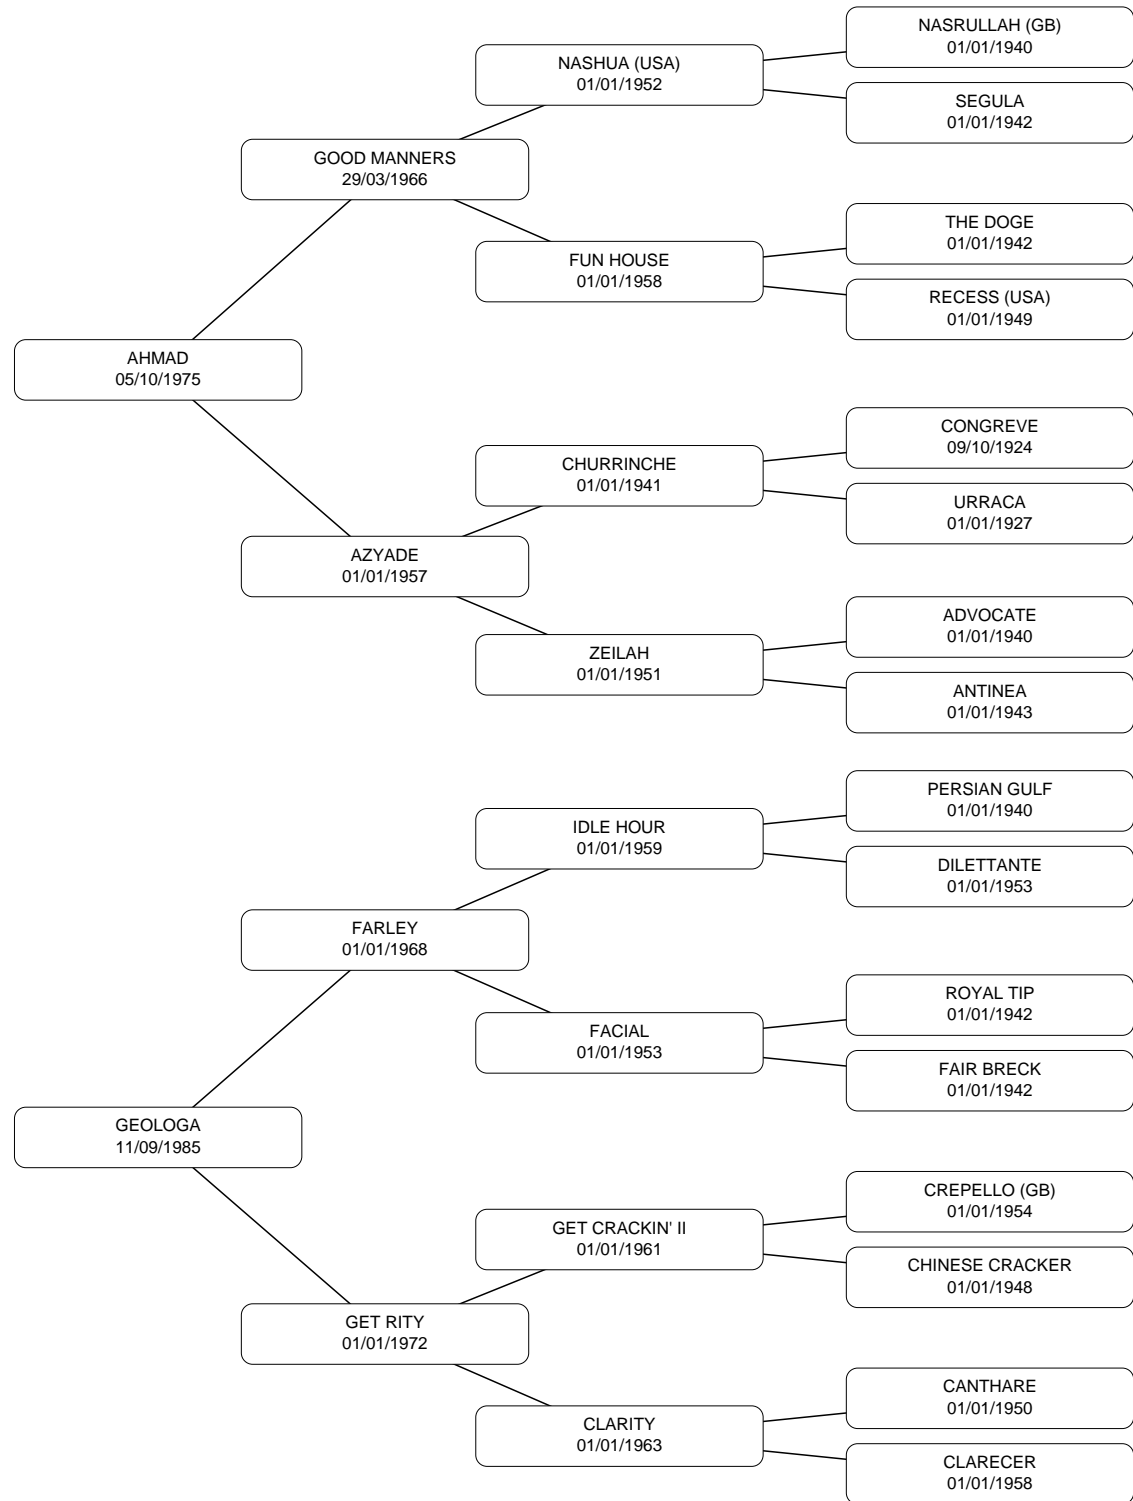 NASRULLAH (GB)
01/01/1940
NASHUA (USA)
01/01/1952
SEGULA
01/01/1942
GOOD MANNERS
29/03/1966
THE DOGE
01/01/1942
FUN HOUSE
01/01/1958
RECESS (USA)
01/01/1949
AHMAD
05/10/1975
CONGREVE
09/10/1924
CHURRINCHE
01/01/1941
URRACA
01/01/1927
AZYADE
01/01/1957
ADVOCATE
01/01/1940
ZEILAH
01/01/1951
ANTINEA
01/01/1943
PERSIAN GULF
01/01/1940
IDLE HOUR
01/01/1959
DILETTANTE
01/01/1953
FARLEY
01/01/1968
ROYAL TIP
01/01/1942
FACIAL
01/01/1953
FAIR BRECK
01/01/1942
GEOLOGA
11/09/1985
CREPELLO (GB)
01/01/1954
GET CRACKIN' II
01/01/1961
CHINESE CRACKER
01/01/1948
GET RITY
01/01/1972
CANTHARE
01/01/1950
CLARITY
01/01/1963
CLARECER
01/01/1958